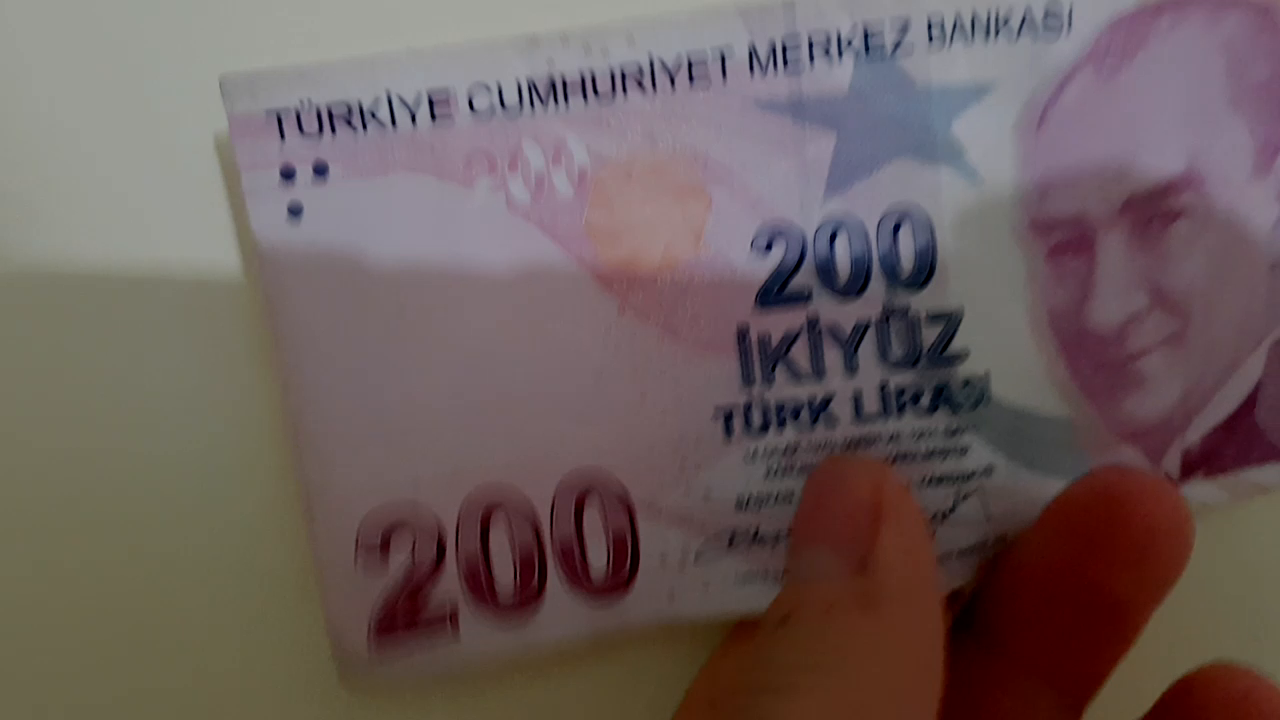 TÜRKİYE CUMHURİYET MERKEZ BANKASI
200
200
İKİYÜZ
TÜRK LİRASI
200